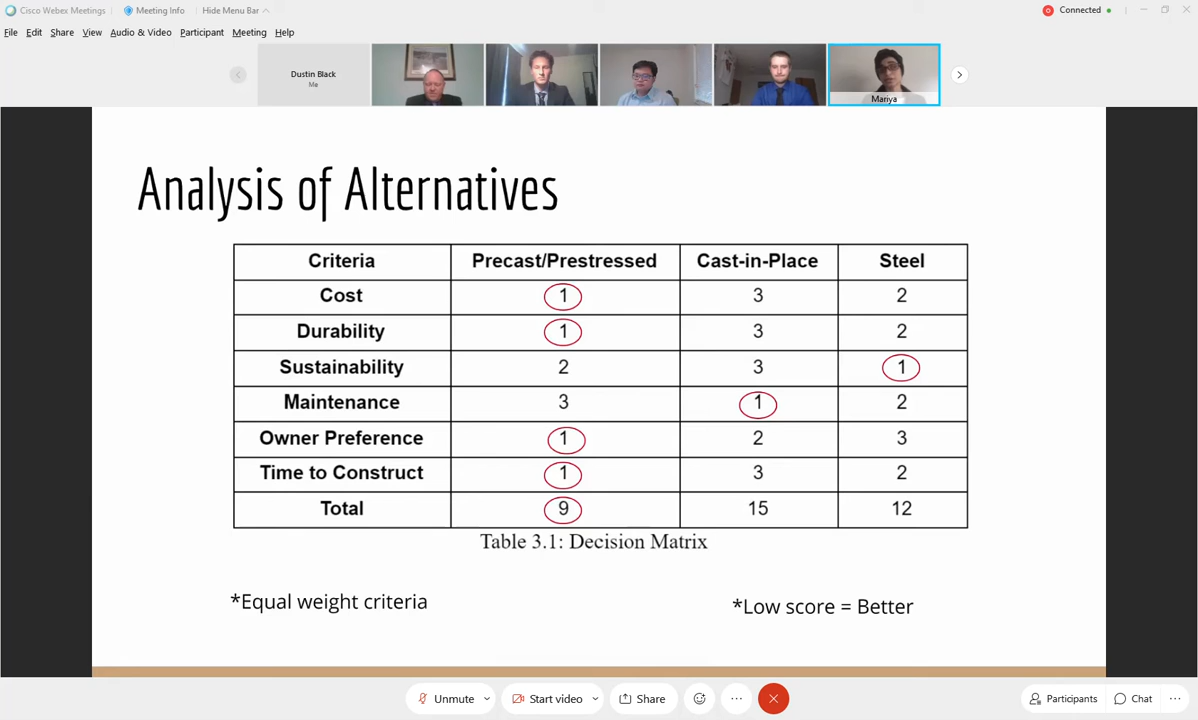 Cisco Webex Meetings Meeting Info Hide Menu Bar Connected
File Edit Share View Audio & Video Participant Meeting Help
Dustin Black
Me
Mariya
Analysis of Alternatives
Criteria Precast/Prestressed Cast-in-Place Steel
Cost 1 3 2
Durability 1 3 2
Sustainability 2 3 1
Maintenance 3 1 2
Owner Preference 1 2 3
Time to Construct 1 3 2
Total 9 15 12
Table 3.1: Decision Matrix
*Equal weight criteria *Low score = Better
Unmute Start video Share Participants Chat